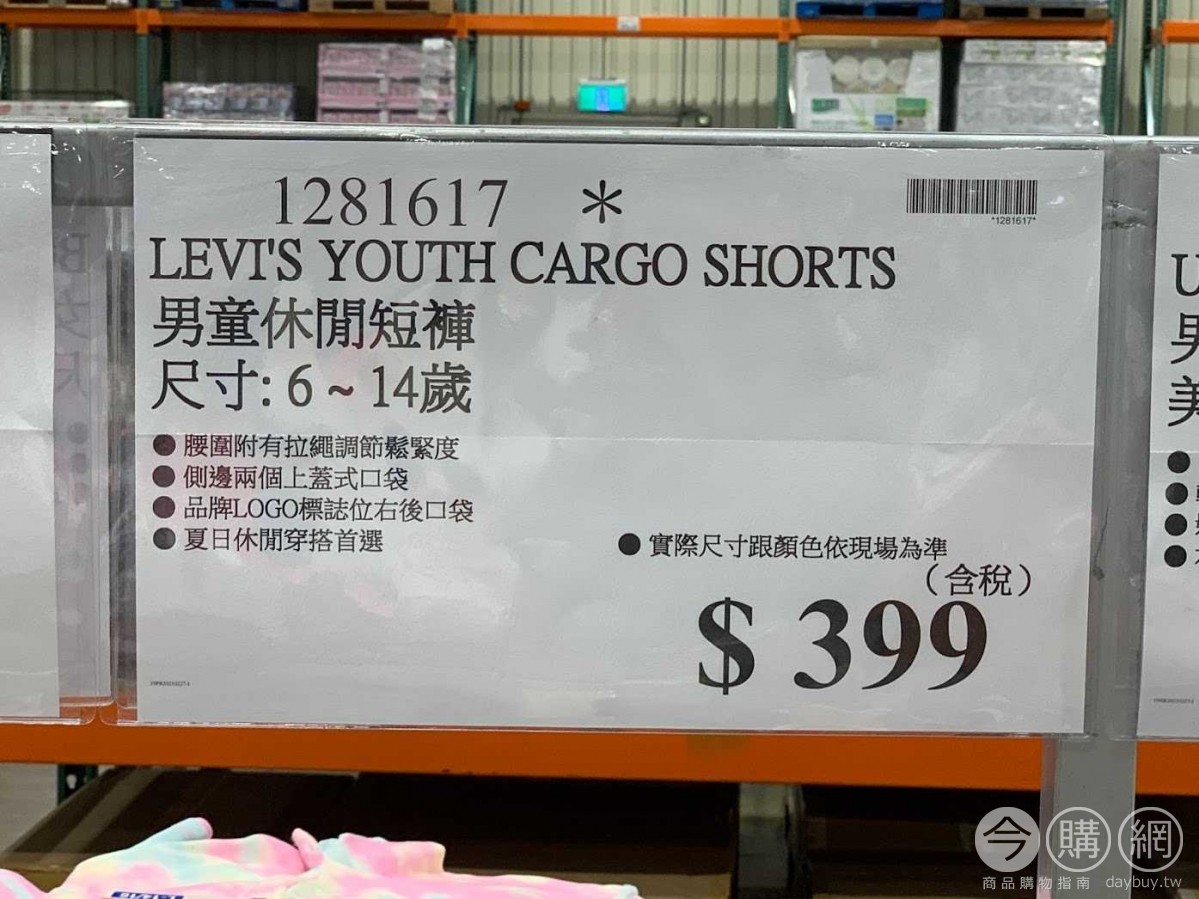 1281617 *
*1281617*
LEVI'S YOUTH CARGO SHORTS
男童休閒短褲
尺寸: 6 ~ 14歲
● 腰圍附有拉繩調節鬆緊度
● 側邊兩個上蓋式口袋
● 品牌LOGO標誌位右後口袋
● 夏日休閒穿搭首選
● 實際尺寸跟顏色依現場為準
(含稅)
$ 399
U
男
美
今購網
商品購物指南 daybuy.tw